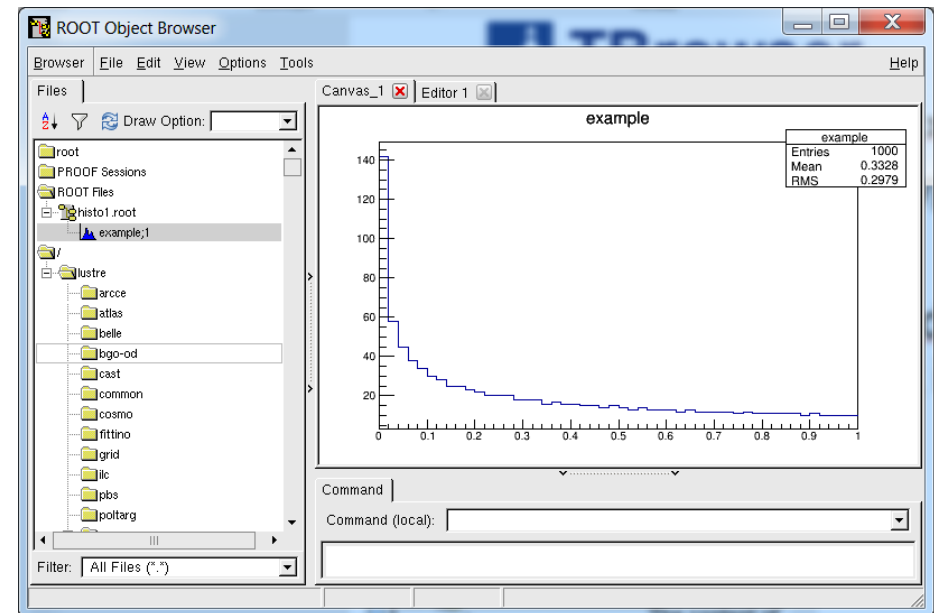 ROOT Object Browser
Browser File Edit View Options Tools Help
Files
Draw Option:
root
PROOF Sessions
ROOT Files
histo1.root
example;1
/
lustre
arcce
atlas
belle
bgo-od
cast
common
cosmo
fittino
grid
ilc
pbs
poltarg
Filter: All Files (*.*)
Canvas_1 Editor 1
example
example
Entries 1000
Mean 0.3328
RMS 0.2979
140
120
100
80
60
40
20
0 0.1 0.2 0.3 0.4 0.5 0.6 0.7 0.8 0.9 1
Command
Command (local):